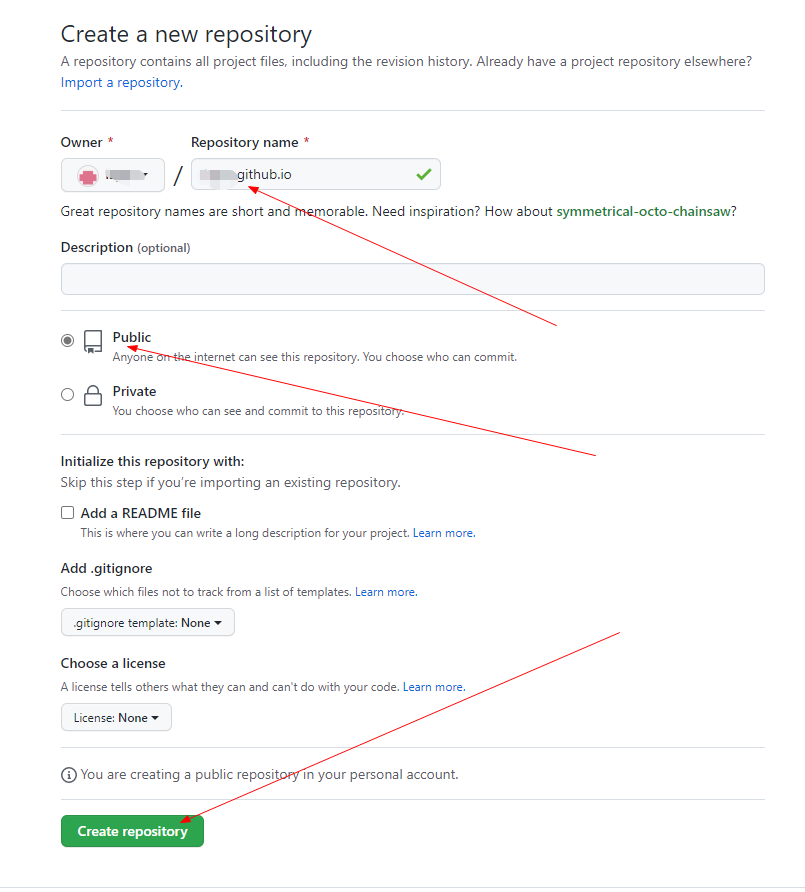 Create a new repository
A repository contains all project files, including the revision history. Already have a project repository elsewhere?
Import a repository.
Owner *
Repository name *
/
github.io
Great repository names are short and memorable. Need inspiration? How about symmetrical-octo-chainsaw?
Description (optional)
Public
Anyone on the internet can see this repository. You choose who can commit.
Private
You choose who can see and commit to this repository.
Initialize this repository with:
Skip this step if you're importing an existing repository.
Add a README file
This is where you can write a long description for your project. Learn more.
Add .gitignore
Choose which files not to track from a list of templates. Learn more.
.gitignore template: None
Choose a license
A license tells others what they can and can't do with your code. Learn more.
License: None
You are creating a public repository in your personal account.
Create repository